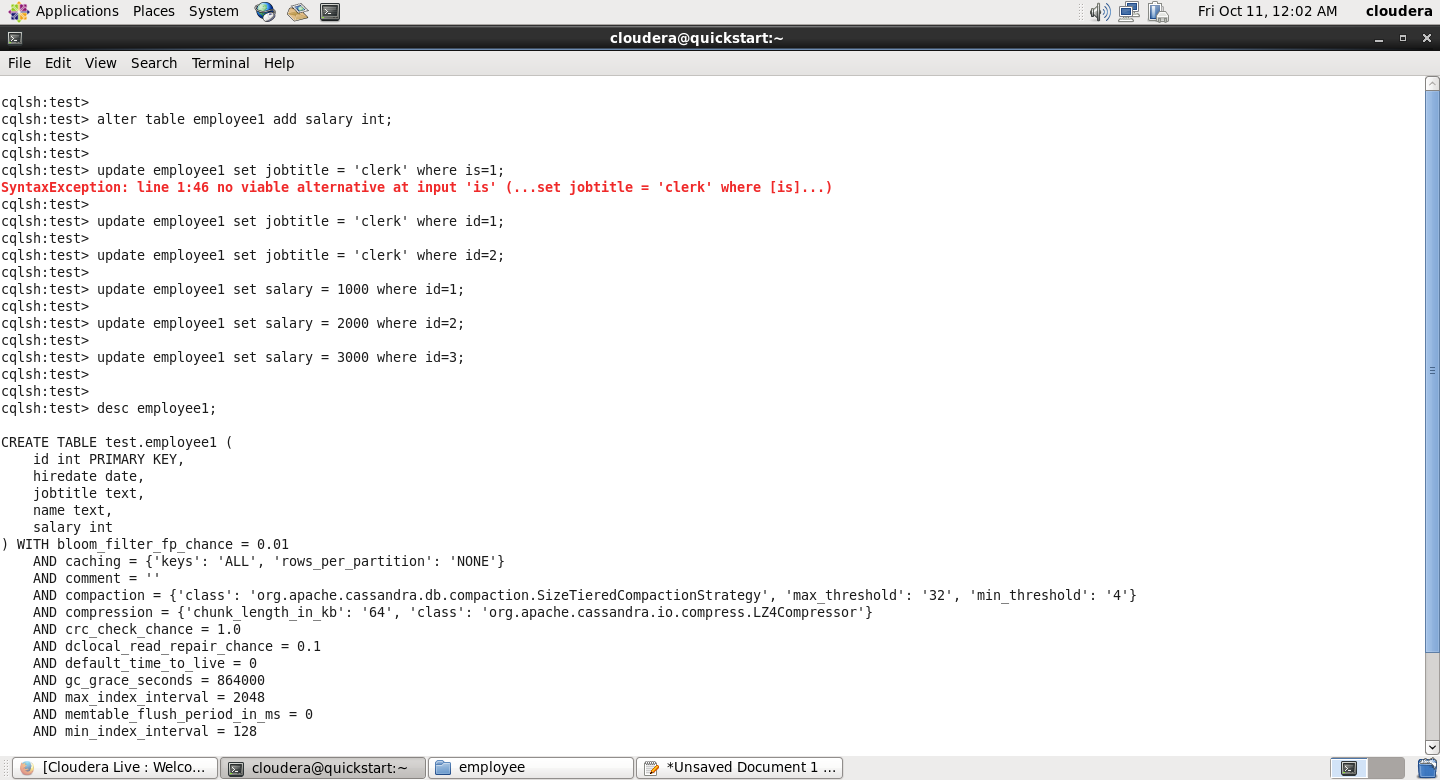 Applications Places System Fri Oct 11, 12:02 AM cloudera
cloudera@quickstart:~
File Edit View Search Terminal Help
cqlsh:test>
cqlsh:test> alter table employee1 add salary int;
cqlsh:test>
cqlsh:test>
cqlsh:test> update employee1 set jobtitle = 'clerk' where is=1;
SyntaxException: line 1:46 no viable alternative at input 'is' (...set jobtitle = 'clerk' where [is]...)
cqlsh:test>
cqlsh:test> update employee1 set jobtitle = 'clerk' where id=1;
cqlsh:test>
cqlsh:test> update employee1 set jobtitle = 'clerk' where id=2;
cqlsh:test>
cqlsh:test> update employee1 set salary = 1000 where id=1;
cqlsh:test>
cqlsh:test> update employee1 set salary = 2000 where id=2;
cqlsh:test>
cqlsh:test> update employee1 set salary = 3000 where id=3;
cqlsh:test>
cqlsh:test>
cqlsh:test> desc employee1;
CREATE TABLE test.employee1 (
    id int PRIMARY KEY,
    hiredate date,
    jobtitle text,
    name text,
    salary int
) WITH bloom_filter_fp_chance = 0.01
    AND caching = {'keys': 'ALL', 'rows_per_partition': 'NONE'}
    AND comment = ''
    AND compaction = {'class': 'org.apache.cassandra.db.compaction.SizeTieredCompactionStrategy', 'max_threshold': '32', 'min_threshold': '4'}
    AND compression = {'chunk_length_in_kb': '64', 'class': 'org.apache.cassandra.io.compress.LZ4Compressor'}
    AND crc_check_chance = 1.0
    AND dclocal_read_repair_chance = 0.1
    AND default_time_to_live = 0
    AND gc_grace_seconds = 864000
    AND max_index_interval = 2048
    AND memtable_flush_period_in_ms = 0
    AND min_index_interval = 128
[Cloudera Live : Welco... cloudera@quickstart:~ employee *Unsaved Document 1 ...